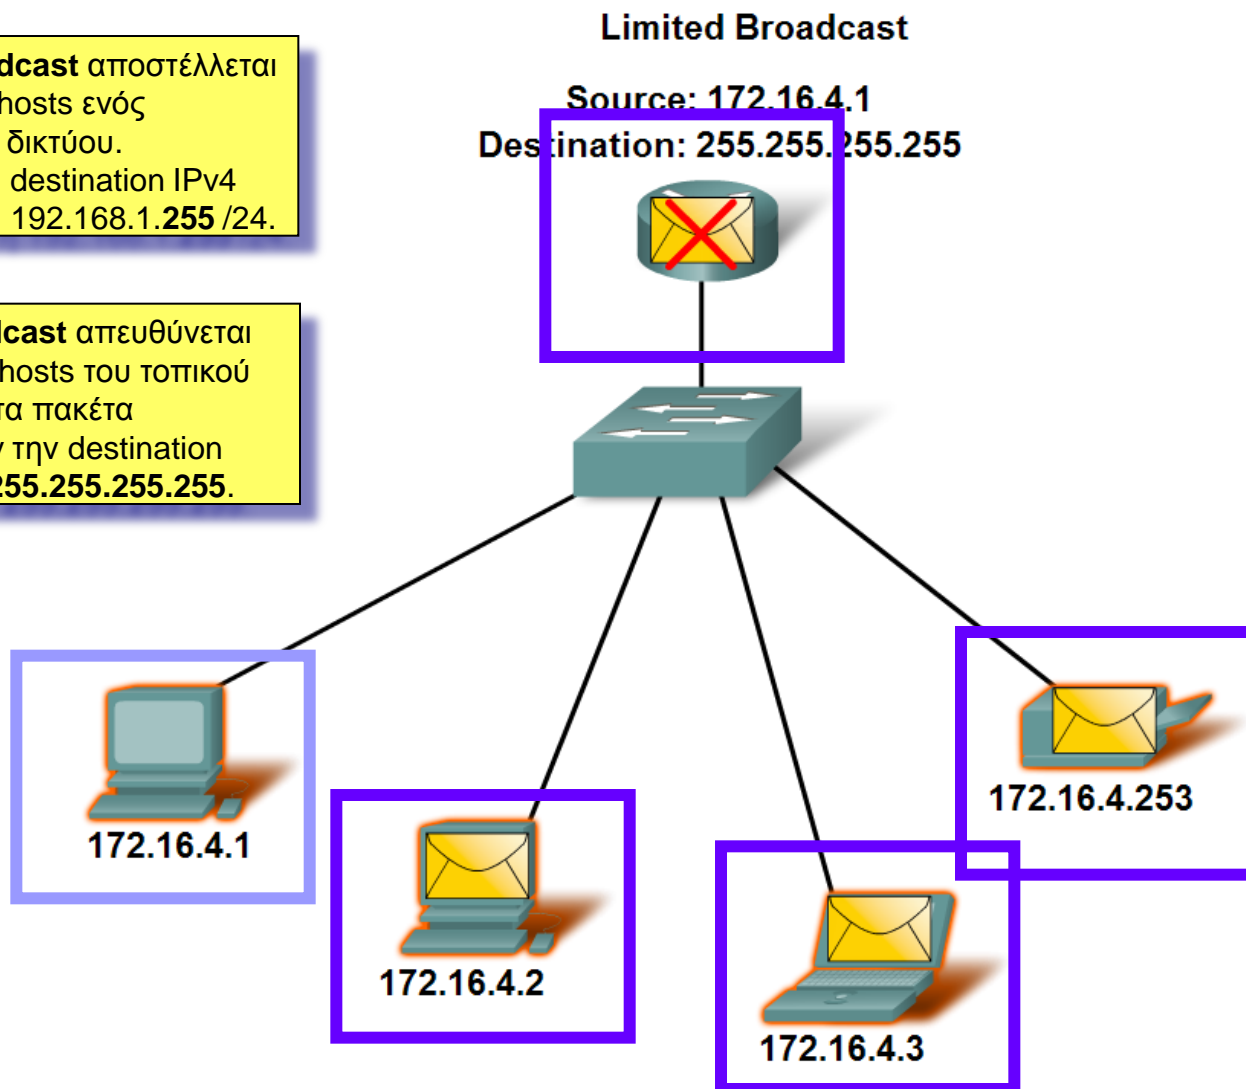 Limited Broadcast
Source: 172.16.4.1
Destination: 255.255.255.255
dcast αποστέλλεται
hosts ενός
δικτύου.
destination IPv4
192.168.1.255 /24.
dcast απευθύνεται
hosts του τοπικού
τα πακέτα
ν την destination
255.255.255.255.
172.16.4.1
172.16.4.2
172.16.4.3
172.16.4.253